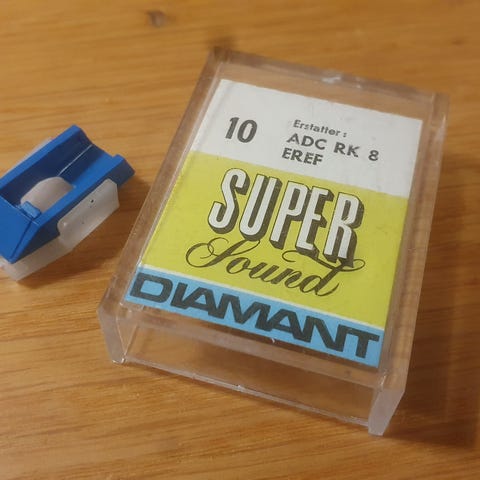 10
Erstatter:
ADC RK 8
EREF
SUPER
Sound
DIAMANT